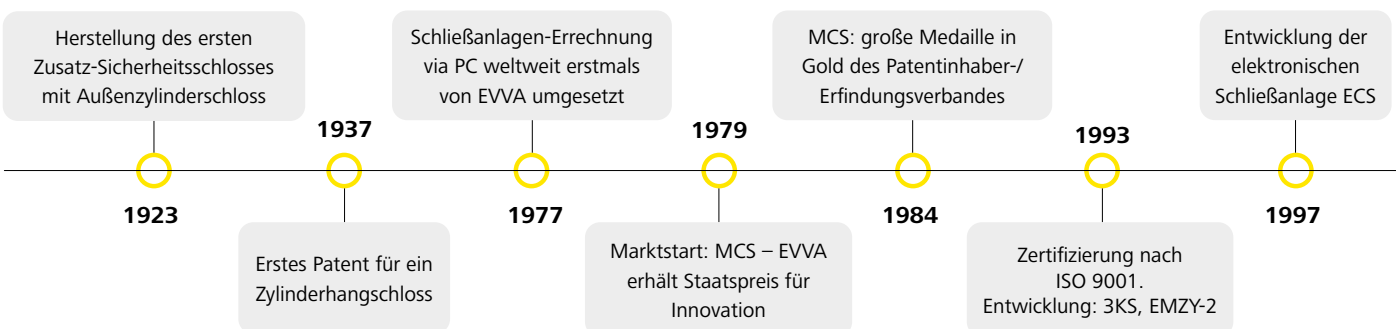 Herstellung des ersten
Zusatz-Sicherheitsschlosses
mit Außenzylinderschloss
1923
1937
Erstes Patent für ein
Zylinderhangschloss
Schließanlagen-Errechnung
via PC weltweit erstmals
von EVVA umgesetzt
1977
1979
Marktstart: MCS – EVVA
erhält Staatspreis für
Innovation
MCS: große Medaille in
Gold des Patentinhaber-/
Erfindungsverbandes
1984
1993
Zertifizierung nach
ISO 9001.
Entwicklung: 3KS, EMZY-2
Entwicklung der
elektronischen
Schließanlage ECS
1997